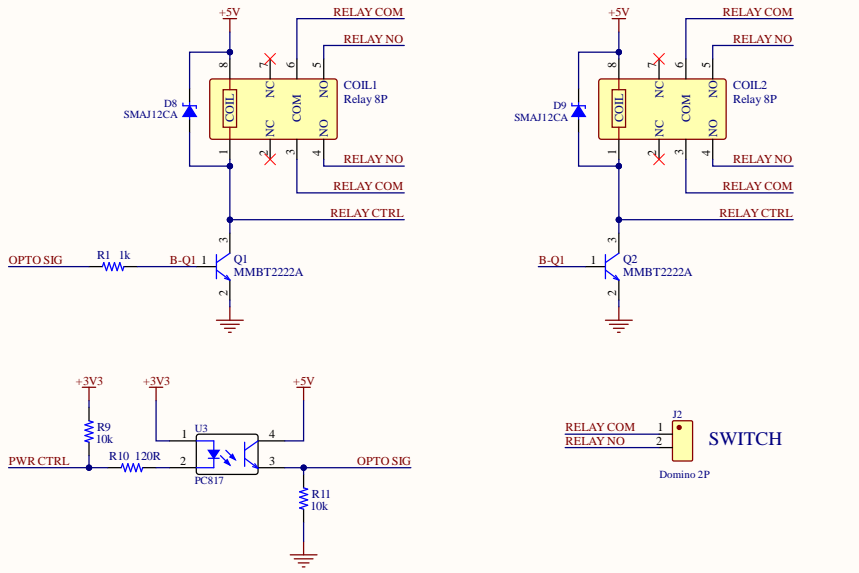 +5V
RELAY COM
RELAY NO
8
7
6
5
COIL
NC
COM
NO
NC
NO
COIL1
Relay 8P
D8
SMAJ12CA
1
2
3
4
RELAY NO
RELAY COM
RELAY CTRL
3
OPTO SIG
R1 1k
B-Q1
1
Q1
MMBT2222A
2
+5V
RELAY COM
RELAY NO
8
7
6
5
COIL
NC
COM
NO
NC
NO
COIL2
Relay 8P
D9
SMAJ12CA
1
2
3
4
RELAY NO
RELAY COM
RELAY CTRL
3
B-Q1
1
Q2
MMBT2222A
2
+3V3
+3V3
+5V
R9
10k
U3
1
4
PWR CTRL
R10 120R
2
3
PC817
OPTO SIG
R11
10k
J2
RELAY COM
1
RELAY NO
2
SWITCH
Domino 2P